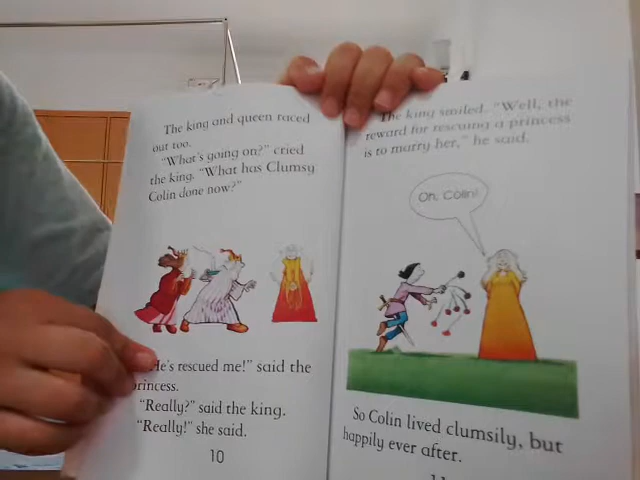 The king and queen raced
out too.
"What's going on?" cried
the king. "What has Clumsy
Colin done now?"
He's rescued me!" said the
princess.
"Really?" said the king.
"Really!" she said.
10
The king smiled. "Well, the
reward for rescuing a princess
is to marry her," he said.
Oh, Colin!
So Colin lived clumsily, but
happily ever after.